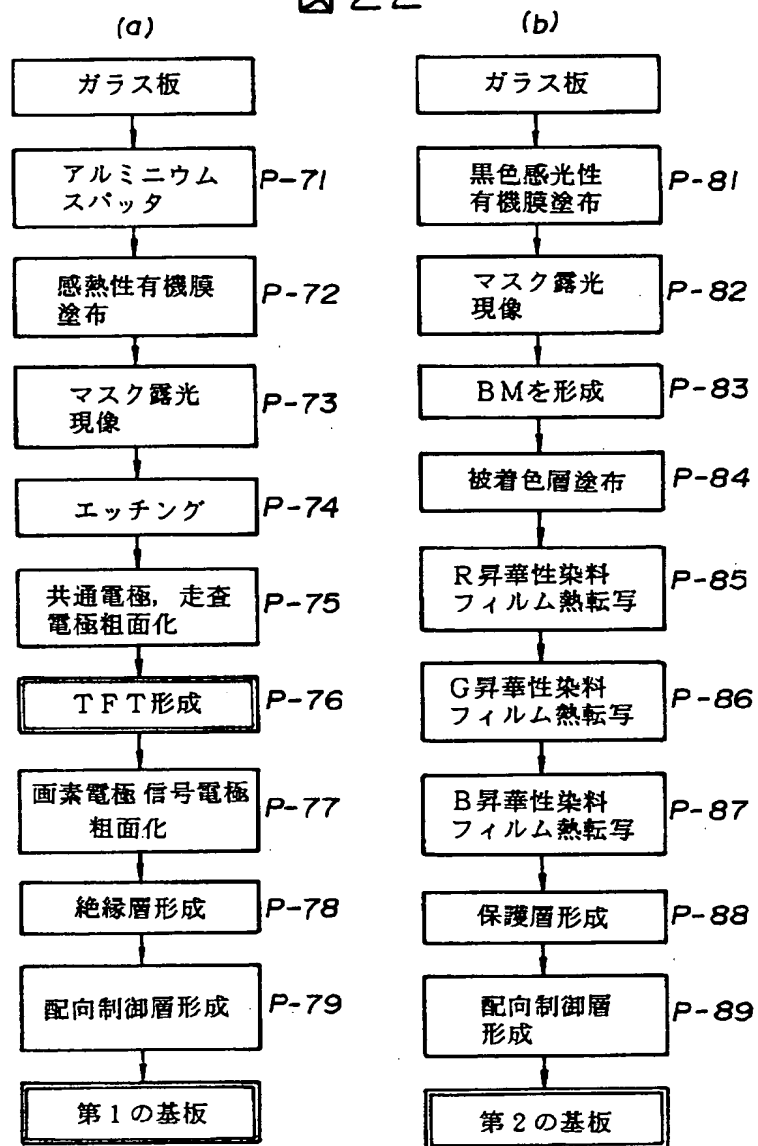 図22
(a)
ガラス板
アルミニウム
スパッタ
P-71
感熱性有機膜
塗布
P-72
マスク露光
現像
P-73
エッチング
P-74
共通電極,走査
電極粗面化
P-75
TFT形成
P-76
画素電極 信号電極
粗面化
P-77
絶縁層形成
P-78
配向制御層形成
P-79
第1の基板
(b)
ガラス板
黒色感光性
有機膜塗布
P-81
マスク露光
現像
P-82
BMを形成
P-83
被着色層塗布
P-84
R昇華性染料
フィルム熱転写
P-85
G昇華性染料
フィルム熱転写
P-86
B昇華性染料
フィルム熱転写
P-87
保護層形成
P-88
配向制御層
形成
P-89
第2の基板